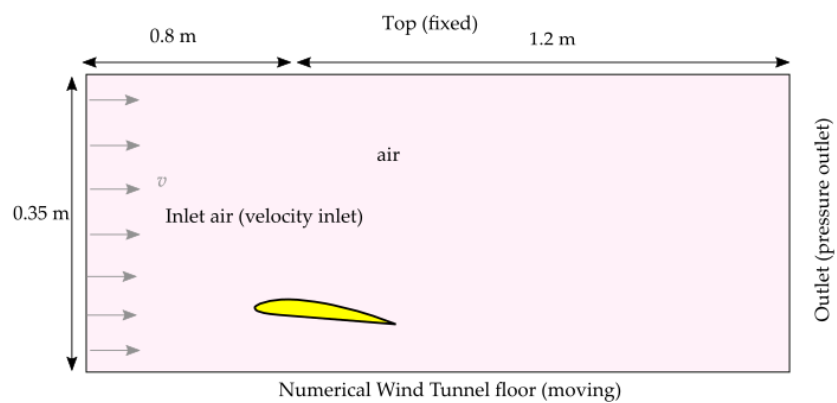 Top (fixed)
0.8 m
1.2 m
air
v
0.35 m
Inlet air (velocity inlet)
Outlet (pressure outlet)
Numerical Wind Tunnel floor (moving)